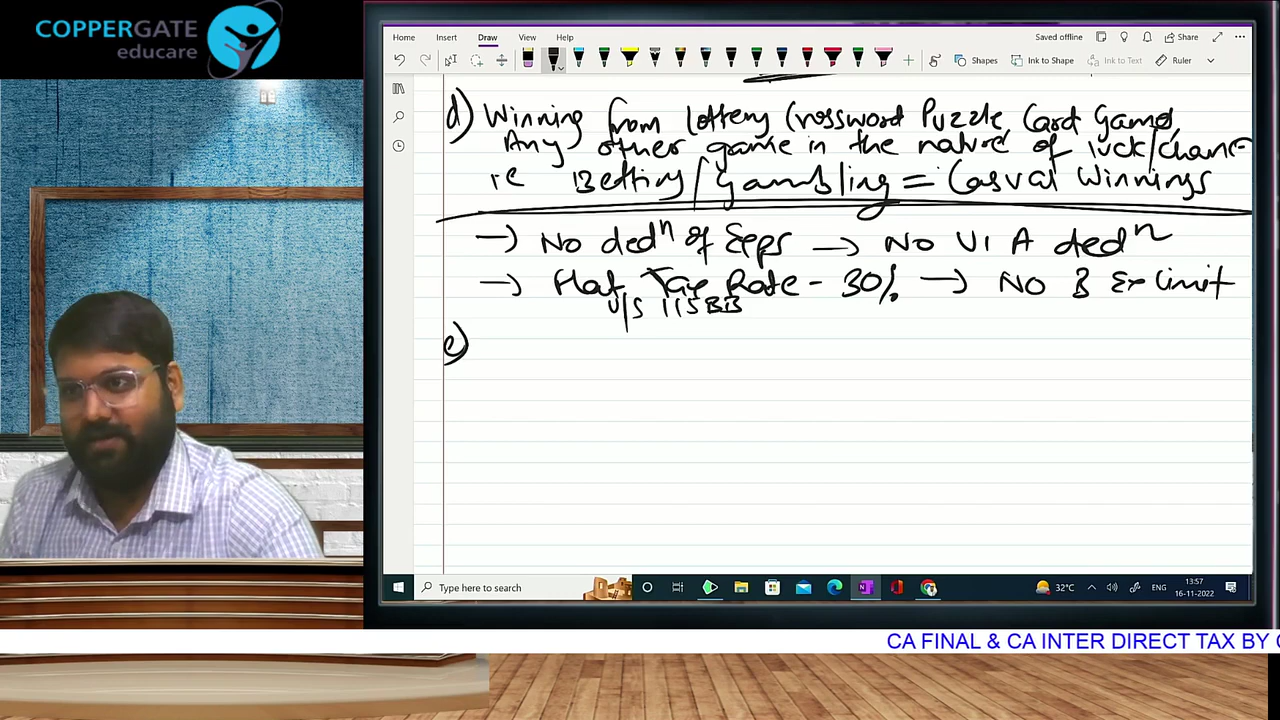 COPPERGATE
educare
Home Insert Draw View Help
Saved offline
Share
Shapes
Ink to Shape
Ink to Text
Ruler
d) Winning from lottery Crossword Puzzle Card Games
Any other game in the nature of luck/chance
ie Betting/Gambling = Casual Winnings
→ No dedn of Exps → No VI A dedn
→ Flat Tax Rate - 30% → No B Ex limit
u/s 115BB
e)
Type here to search
32°C
ENG
13:57
16-11-2022
CA FINAL & CA INTER DIRECT TAX BY